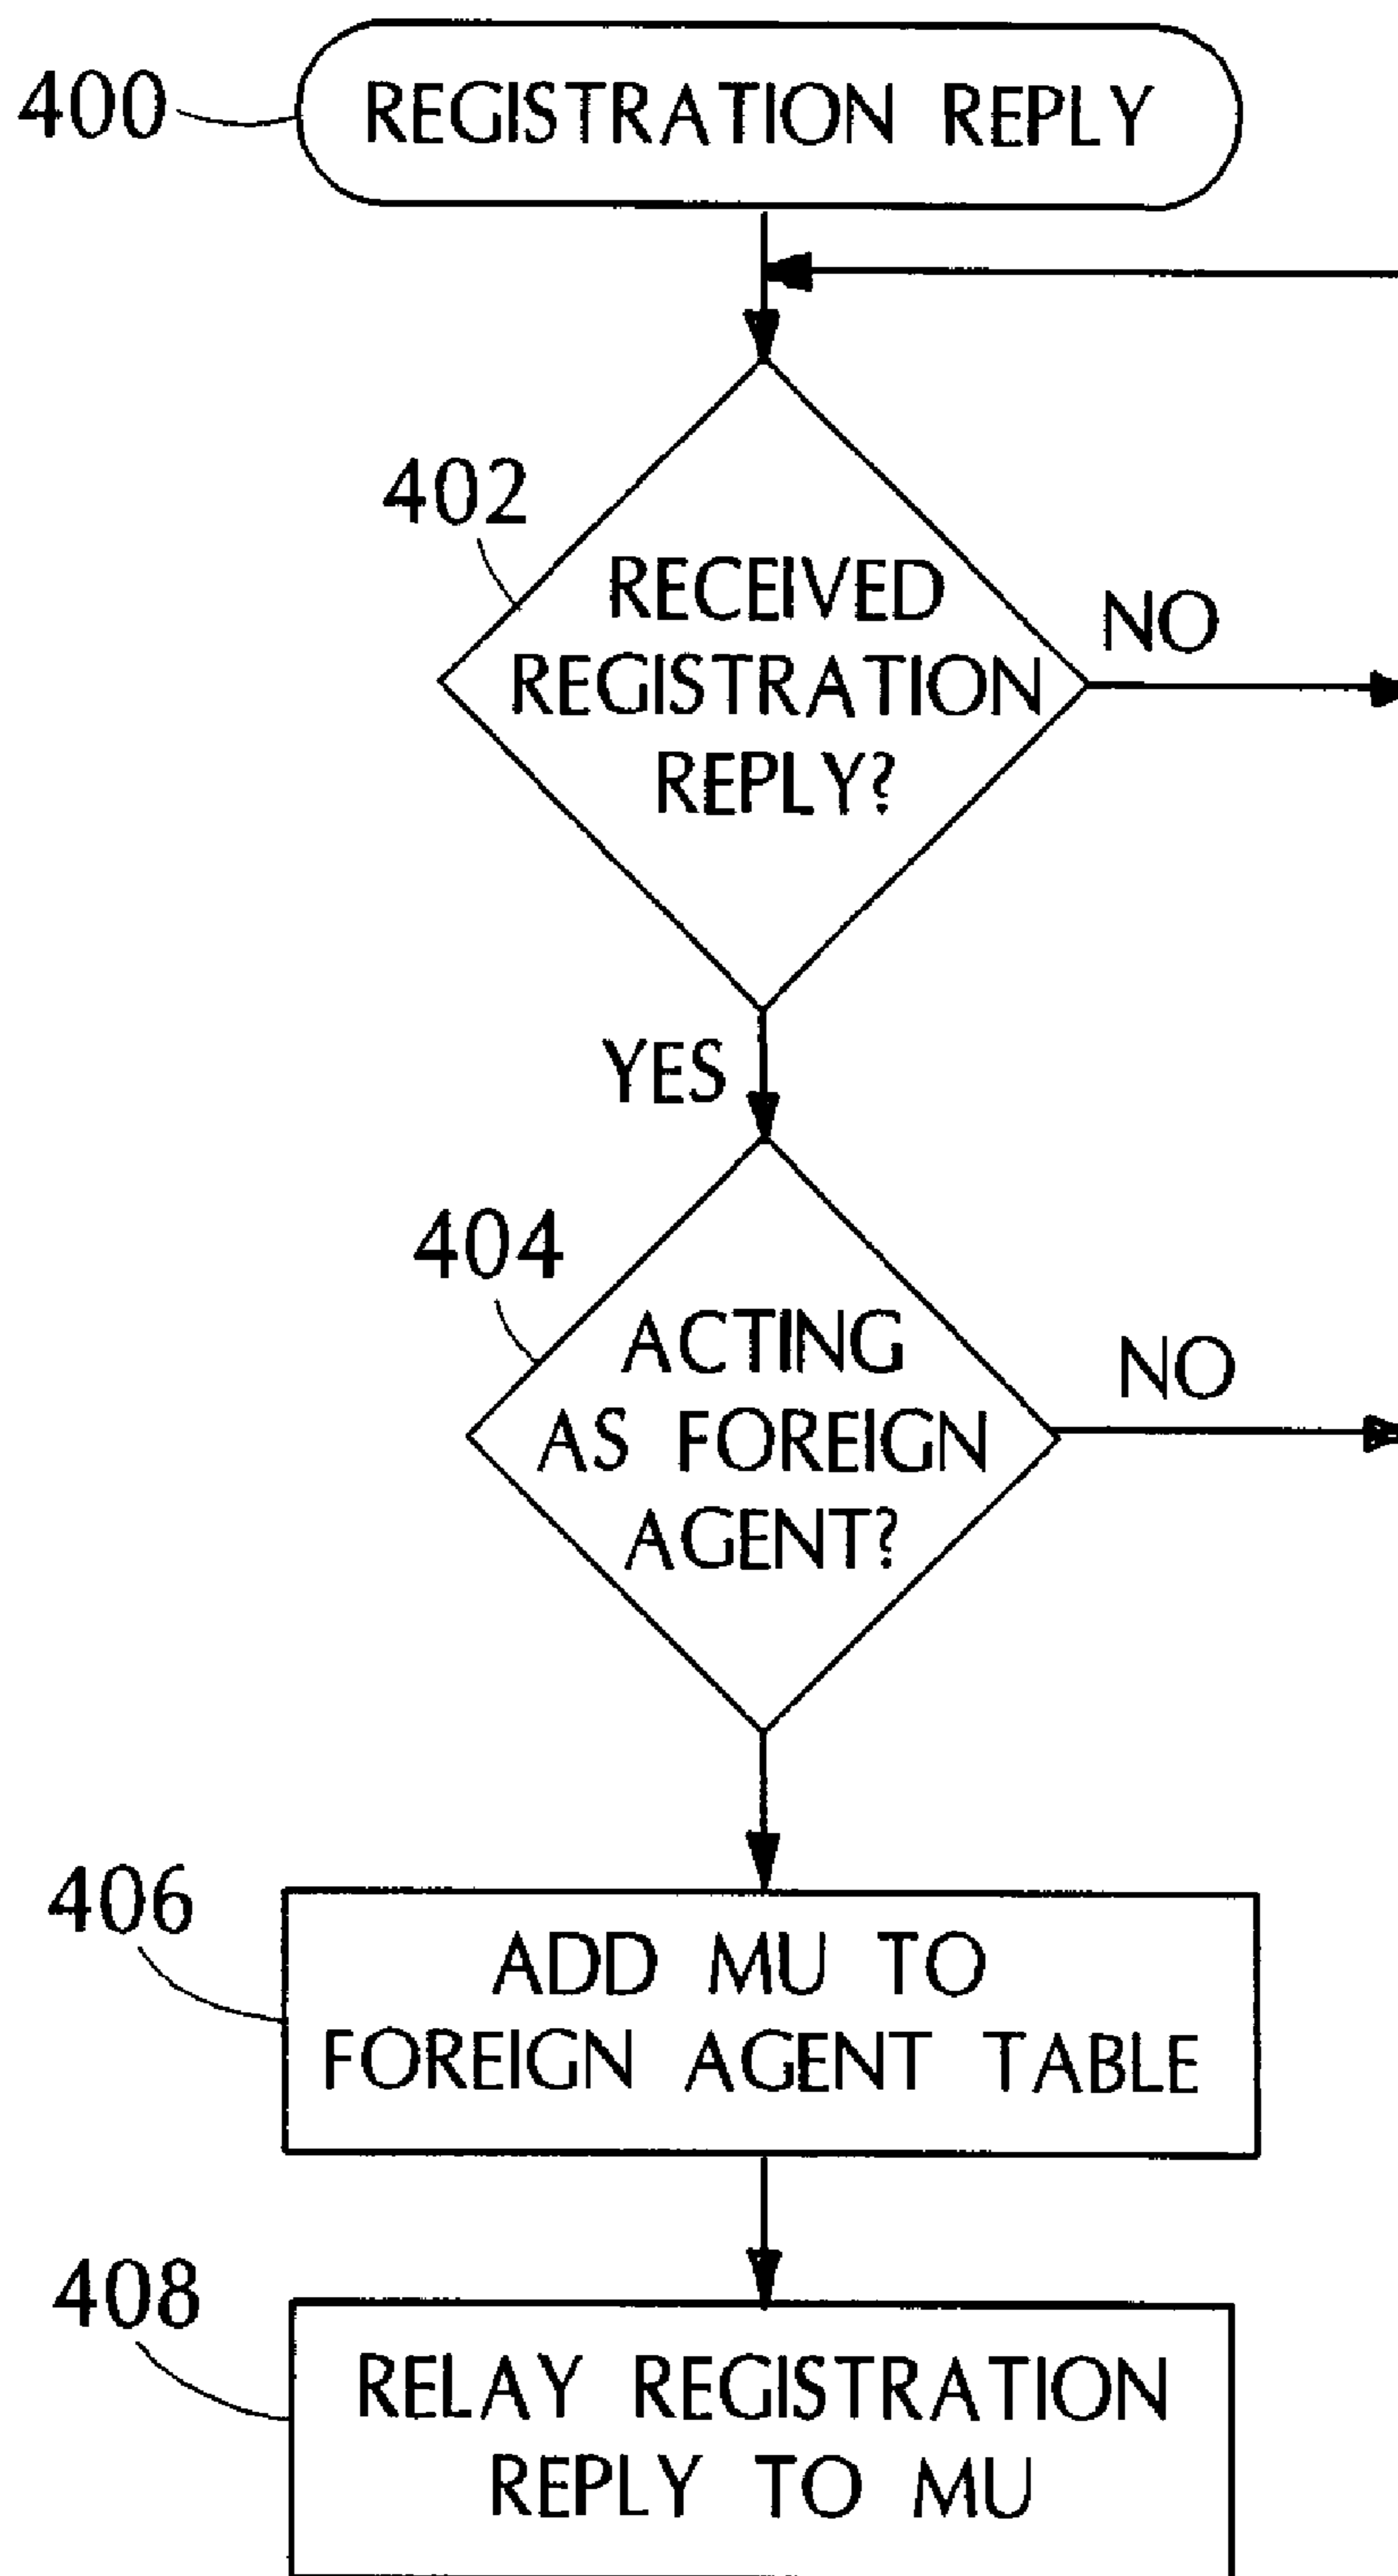 400
REGISTRATION REPLY
402
RECEIVED
REGISTRATION
REPLY?
NO
YES
404
ACTING
AS FOREIGN
AGENT?
NO
406
ADD MU TO
FOREIGN AGENT TABLE
408
RELAY REGISTRATION
REPLY TO MU